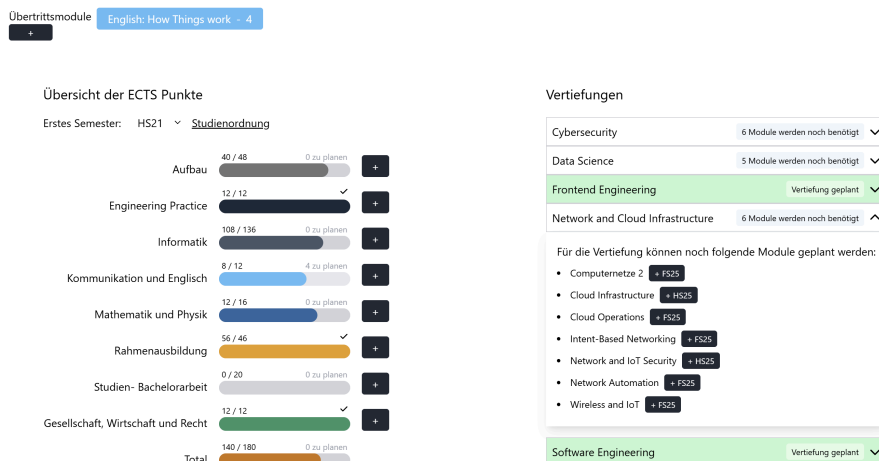 Übertrittsmodule
English: How Things work - 4
+
Übersicht der ECTS Punkte
Erstes Semester: HS21 Studienordnung
40 / 48 0 zu planen
Aufbau +
12 / 12
Engineering Practice +
108 / 136 0 zu planen
Informatik +
8 / 12 4 zu planen
Kommunikation und Englisch +
12 / 16 0 zu planen
Mathematik und Physik +
56 / 46
Rahmenausbildung +
0 / 20 0 zu planen
Studien- Bachelorarbeit +
12 / 12
Gesellschaft, Wirtschaft und Recht +
140 / 180 0 zu planen
Total
Vertiefungen
Cybersecurity 6 Module werden noch benötigt
Data Science 5 Module werden noch benötigt
Frontend Engineering Vertiefung geplant
Network and Cloud Infrastructure 6 Module werden noch benötigt
Für die Vertiefung können noch folgende Module geplant werden:
Computernetze 2 + FS25
Cloud Infrastructure + HS25
Cloud Operations + FS25
Intent-Based Networking + FS25
Network and IoT Security + HS25
Network Automation + FS25
Wireless and IoT + FS25
Software Engineering Vertiefung geplant